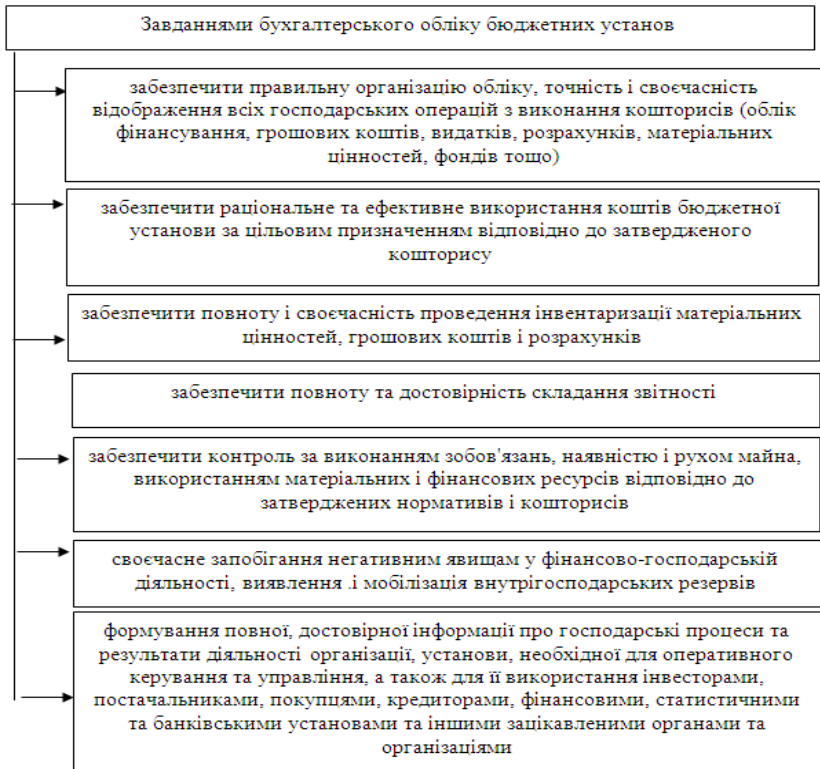 Завданнями бухгалтерського обліку бюджетних установ
забезпечити правильну організацію обліку, точність і своєчасність
відображення всіх господарських операцій з виконання кошторисів (облік
фінансування, грошових коштів, видатків, розрахунків, матеріальних
цінностей, фондів тощо)
забезпечити раціональне та ефективне використання коштів бюджетної
установи за цільовим призначенням відповідно до затвердженого
кошторису
забезпечити повноту і своєчасність проведення інвентаризації матеріальних
цінностей, грошових коштів і розрахунків
забезпечити повноту та достовірність складання звітності
забезпечити контроль за виконанням зобов'язань, наявністю і рухом майна,
використанням матеріальних і фінансових ресурсів відповідно до
затверджених нормативів і кошторисів
своєчасне запобігання негативним явищам у фінансово-господарській
діяльності, виявлення .і мобілізація внутрігосподарських резервів
формування повної, достовірної інформації про господарські процеси та
результати діяльності організації, установи, необхідної для оперативного
керування та управління, а також для її використання інвесторами,
постачальниками, покупцями, кредиторами, фінансовими, статистичними
та банківськими установами та іншими зацікавленими органами та
організаціями